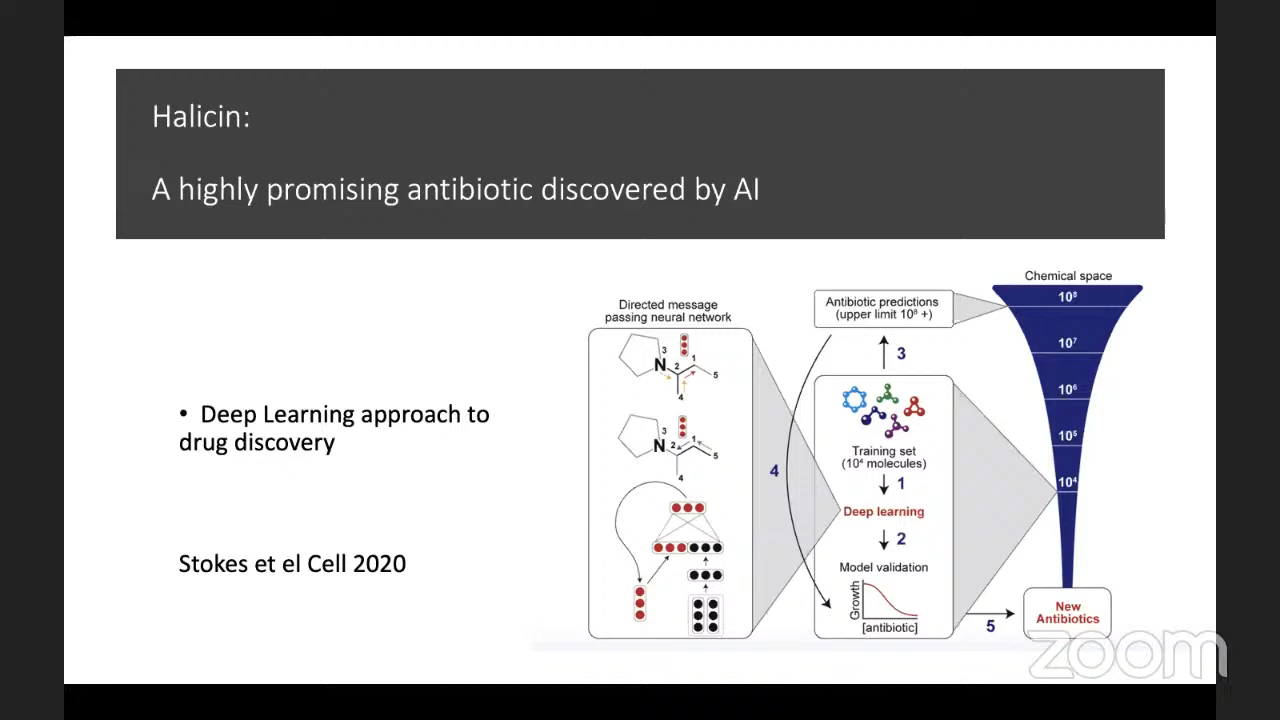 Halicin:
A highly promising antibiotic discovered by AI
• Deep Learning approach to
drug discovery
Stokes et el Cell 2020
Directed message
passing neural network
3
N
2
1
5
4
3
N
2
1
5
4
Antibiotic predictions
(upper limit 10⁸ +)
3
4
Training set
(10⁴ molecules)
1
Deep learning
2
Model validation
Growth
[antibiotic]
5
Chemical space
10⁸
10⁷
10⁶
10⁵
10⁴
New
Antibiotics
zoom